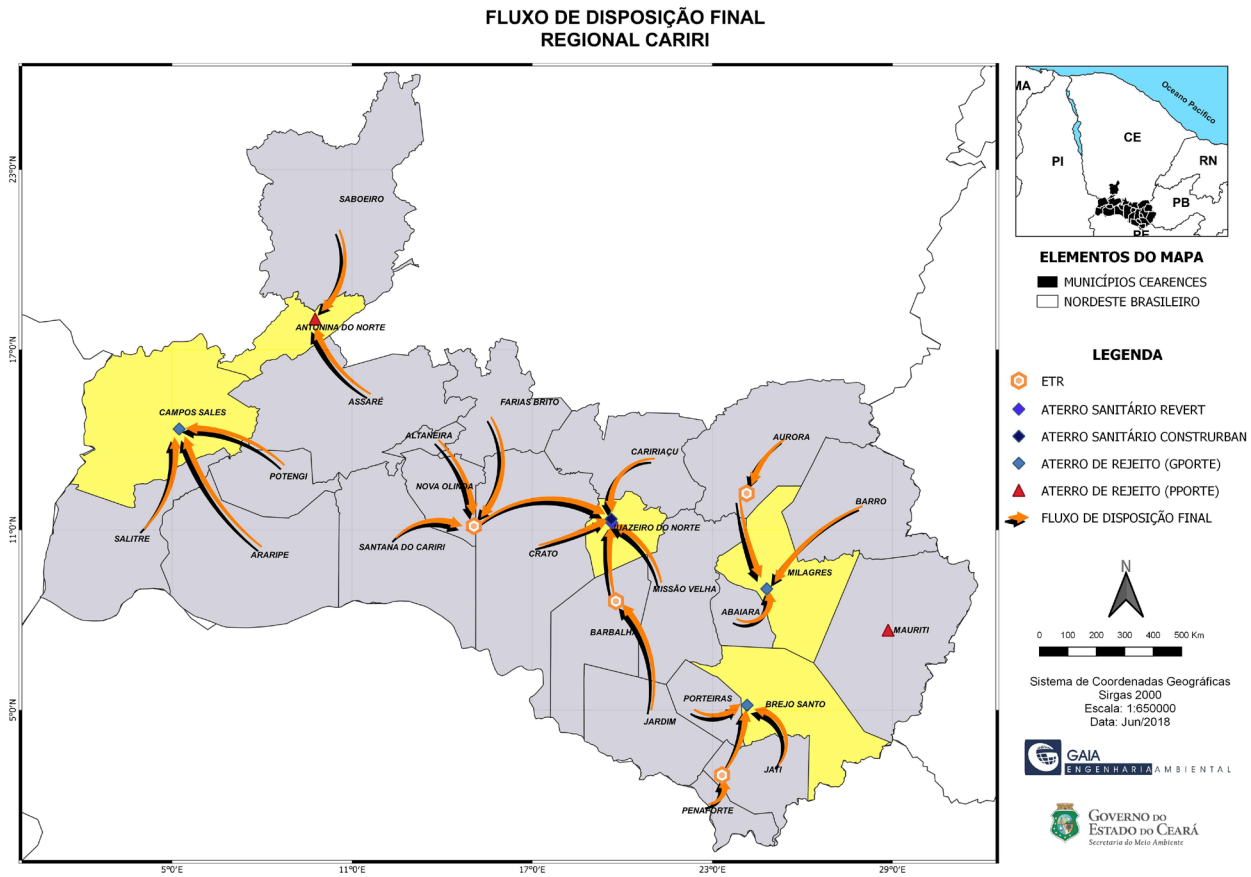 FLUXO DE DISPOSIÇÃO FINAL
REGIONAL CARIRI
23°0'N
17°0'N
11°0'N
5°0'N
SABOEIRO
ANTONINA DO NORTE
ASSARÉ
CAMPOS SALES
FARIAS BRITO
ALTANEIRA
CARIRIAÇU
AURORA
POTENGI
NOVA OLINDA
BARRO
JUAZEIRO DO NORTE
SALITRE
ARARIPE
SANTANA DO CARIRI
CRATO
MILAGRES
MISSÃO VELHA
ABAIARA
BARBALHA
MAURITI
PORTEIRAS
BREJO SANTO
JARDIM
JATI
PENAFORTE
5°0'E
11°0'E
17°0'E
23°0'E
29°0'E
MA
Oceano Pacífico
CE
PI
RN
PB
PE
ELEMENTOS DO MAPA
MUNICÍPIOS CEARENCES
NORDESTE BRASILEIRO
LEGENDA
ETR
ATERRO SANITÁRIO REVERT
ATERRO SANITÁRIO CONSTRURBAN
ATERRO DE REJEITO (GPORTE)
ATERRO DE REJEITO (PPORTE)
FLUXO DE DISPOSIÇÃO FINAL
N
0 100 200 300 400 500 Km
Sistema de Coordenadas Geográficas
Sirgas 2000
Escala: 1:650000
Data: Jun/2018
GAIA
ENGENHARIA AMBIENTAL
GOVERNO DO
ESTADO DO CEARÁ
Secretaria do Meio Ambiente